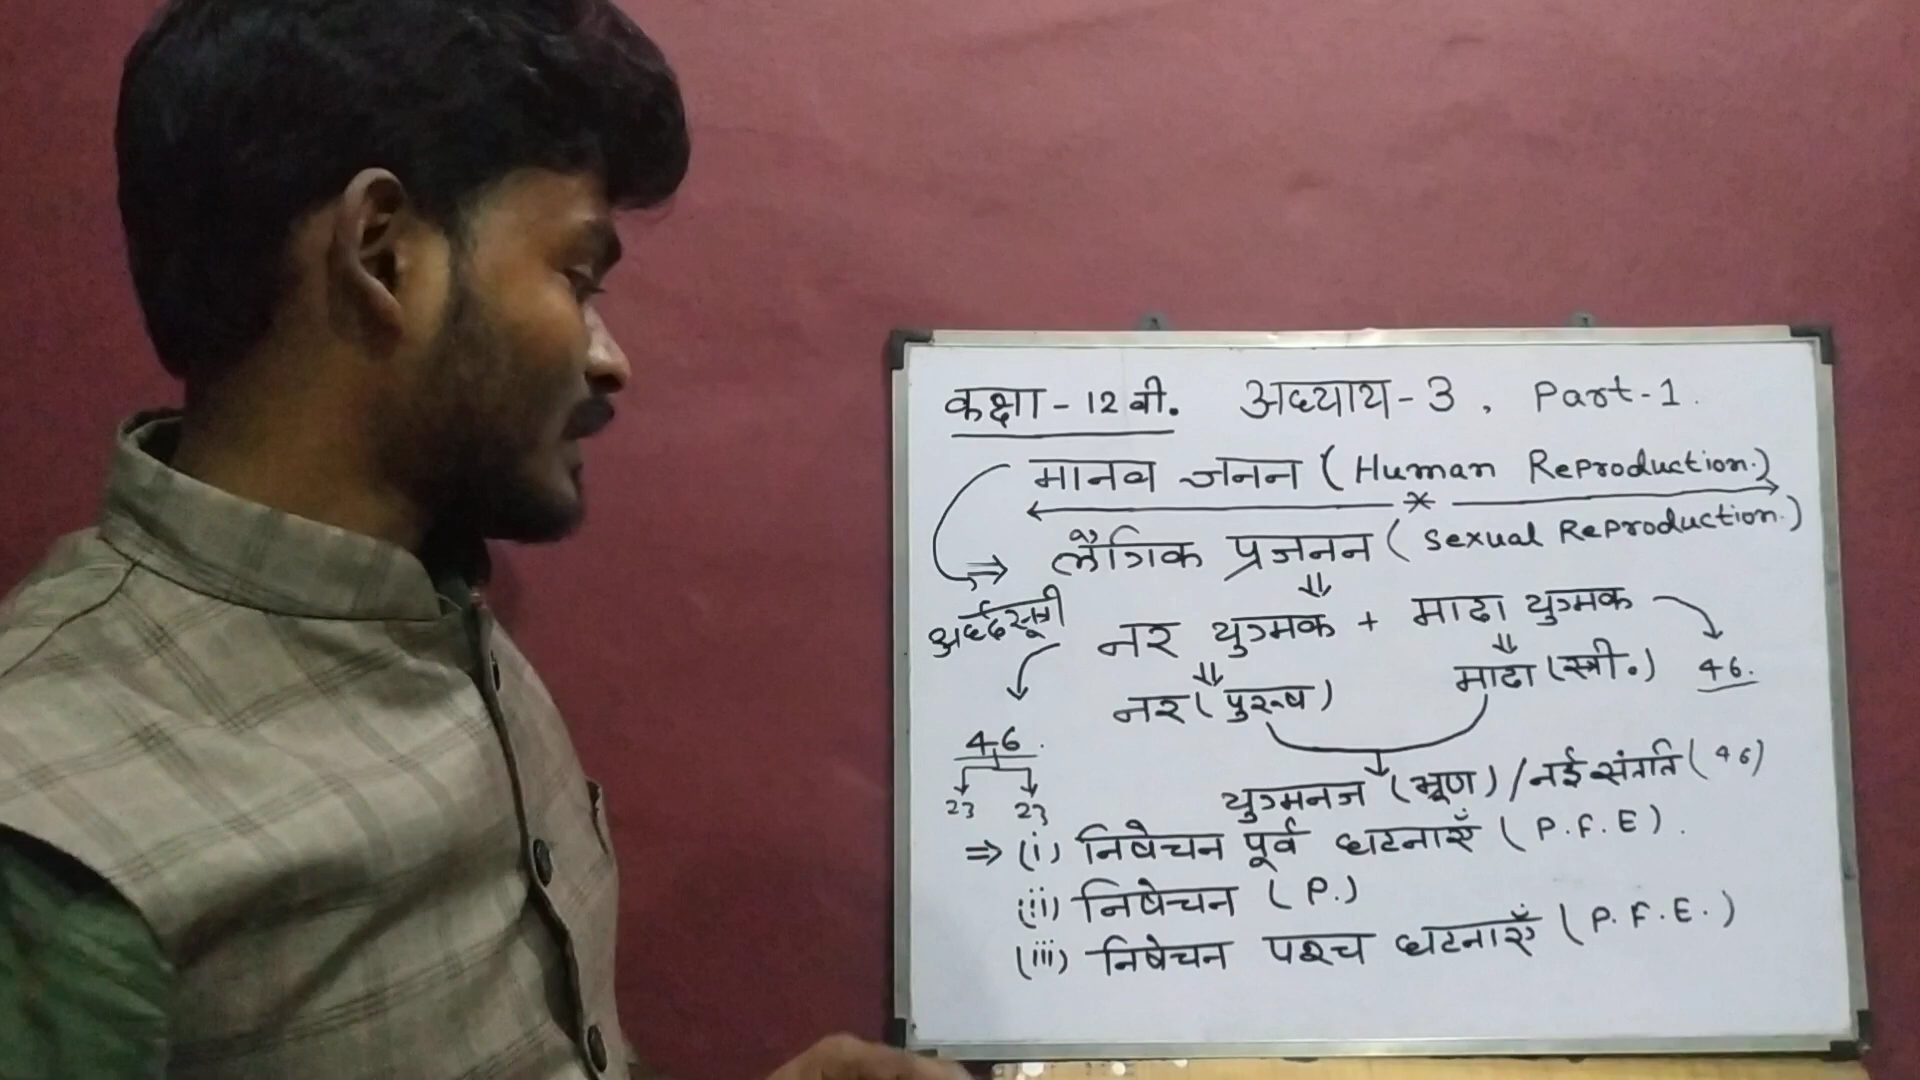 कक्षा - 12 वी. अध्याय - 3, Part-1.
मानव जनन (Human Reproduction.)
लैंगिक प्रजनन (Sexual Reproduction.)
अर्द्धसूत्री नर युग्मक + मादा युग्मक
नर (पुरूष) मादा (स्त्री.) 46.
46.
23 23
युग्मनज (भ्रूण) / नई संतति (46)
⇒ (i) निषेचन पूर्व घटनाएँ (P.F.E).
(ii) निषेचन (P.)
(iii) निषेचन पश्च घटनाएँ (P.F.E.)